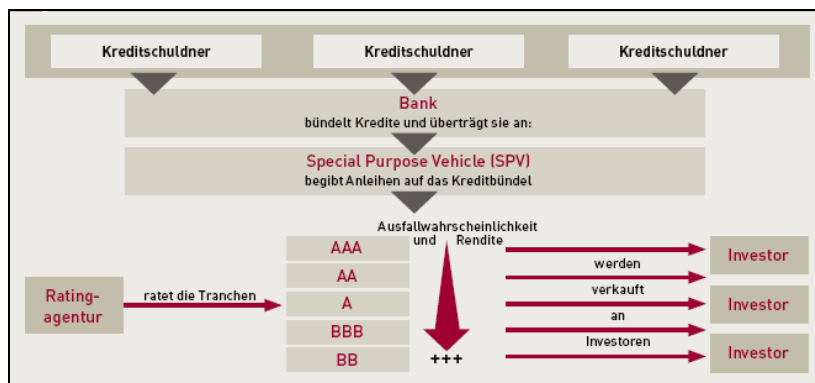 Kreditschuldner Kreditschuldner Kreditschuldner
Bank
bündelt Kredite und überträgt sie an:
Special Purpose Vehicle (SPV)
begibt Anleihen auf das Kreditbündel
Ausfallwahrscheinlichkeit
und Rendite
Rating-
agentur
ratet die Tranchen
AAA
AA
A
BBB
BB
+++
werden
verkauft
an
Investoren
Investor
Investor
Investor